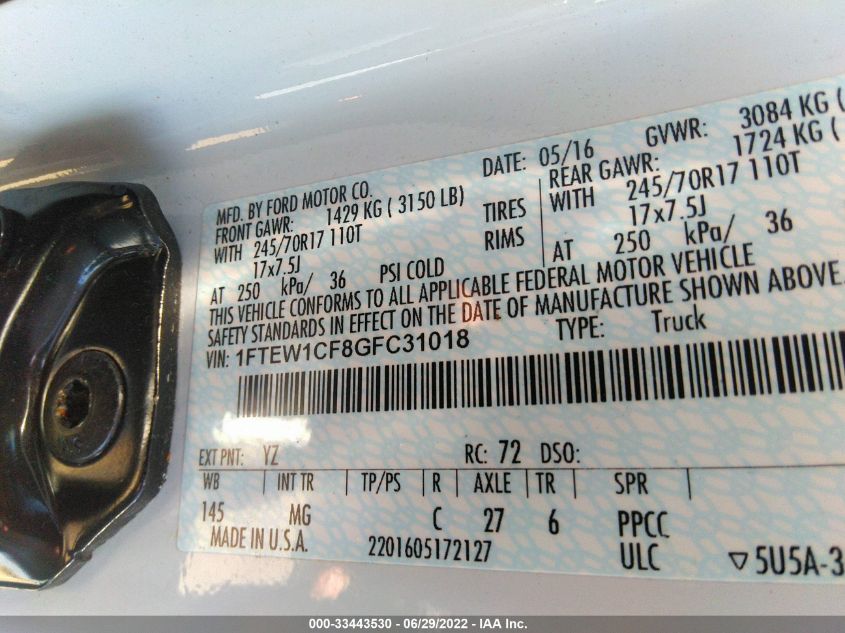 MFD. BY FORD MOTOR CO.
DATE: 05/16 GVWR: 3084 KG (
FRONT GAWR: 1429 KG ( 3150 LB) REAR GAWR: 1724 KG (
WITH 245/70R17 110T TIRES WITH 245/70R17 110T
17x7.5J RIMS 17x7.5J
AT 250 kPa/ 36 PSI COLD AT 250 kPa/ 36
THIS VEHICLE CONFORMS TO ALL APPLICABLE FEDERAL MOTOR VEHICLE
SAFETY STANDARDS IN EFFECT ON THE DATE OF MANUFACTURE SHOWN ABOVE.
VIN: 1FTEW1CF8GFC31018 TYPE: Truck
EXT PNT: YZ RC: 72 DSO:
WB INT TR TP/PS R AXLE TR SPR
145 MG C 27 6 PPCC
MADE IN U.S.A. 2201605172127 ULC ▽5U5A-3
000-33443530 - 06/29/2022 - IAA Inc.